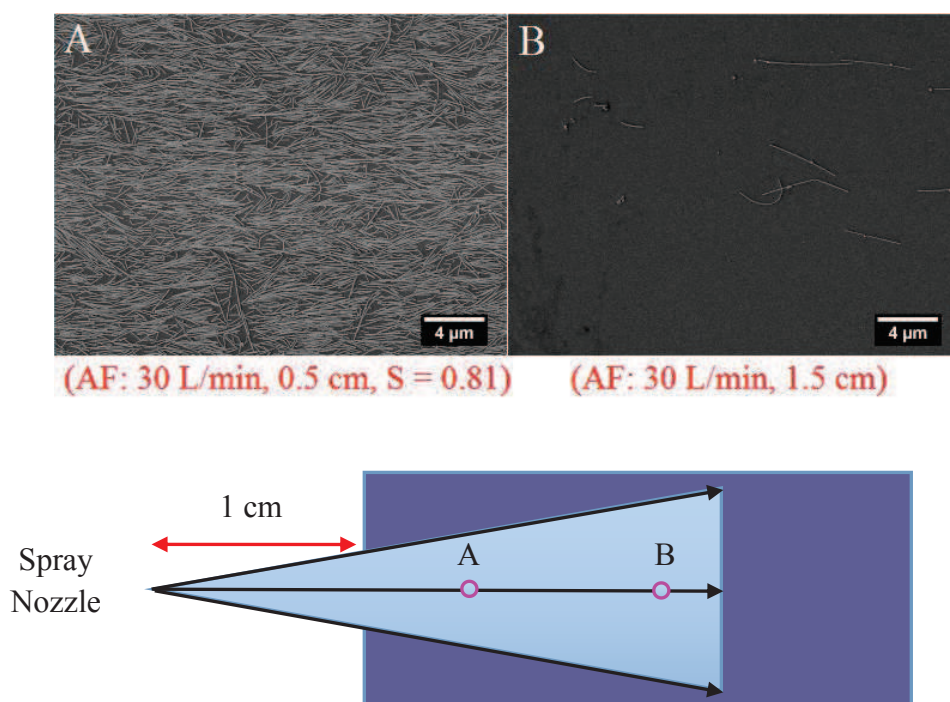 A
B
4 µm
4 µm
(AF: 30 L/min, 0.5 cm, S = 0.81)
(AF: 30 L/min, 1.5 cm)
1 cm
Spray
Nozzle
A
B